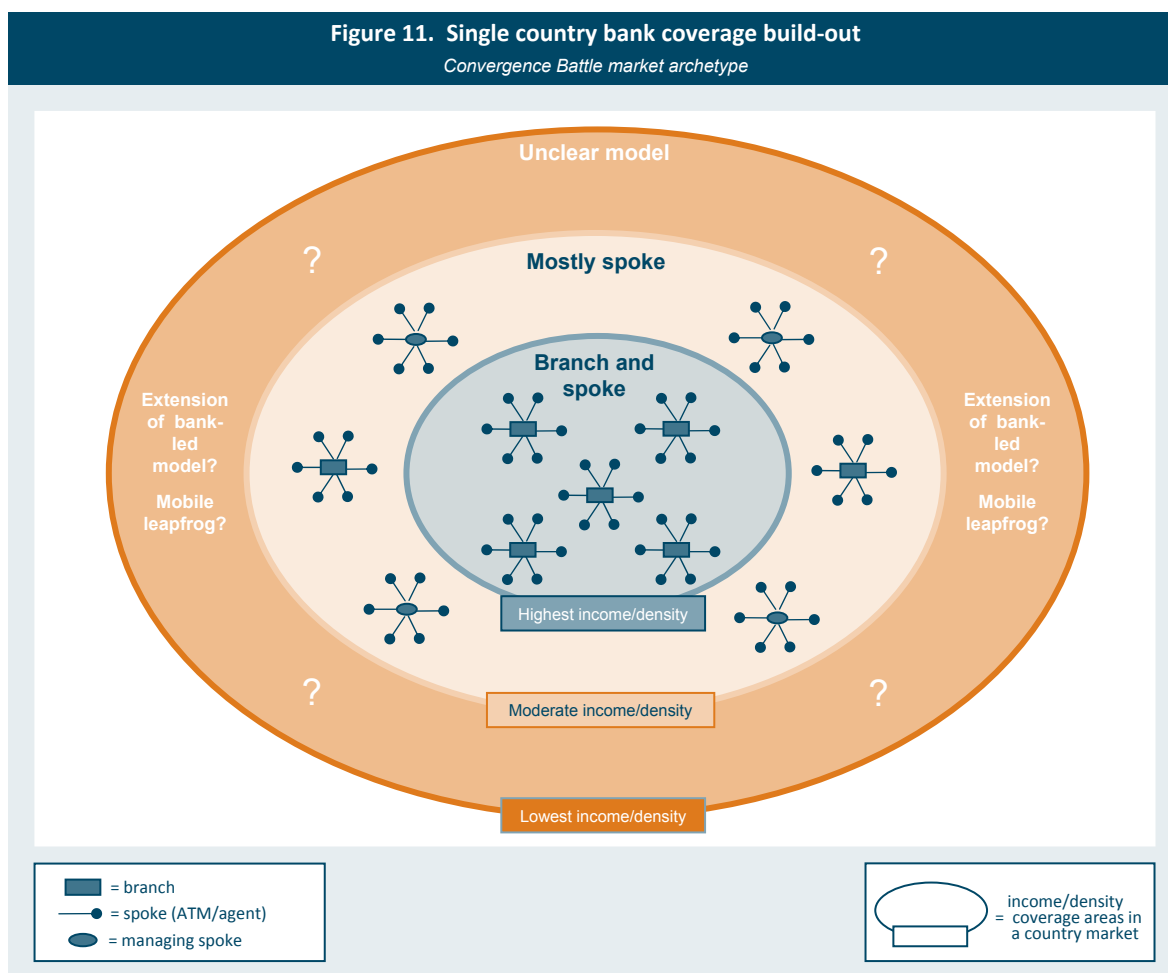 Figure 11.  Single country bank coverage build-out
Convergence Battle market archetype
Unclear model
?
?
Mostly spoke
Branch and
spoke
Extension
of  bank-
led
model?
Mobile
leapfrog?
Extension
of  bank-
led
model?
Mobile
leapfrog?
Highest income/density
?
?
Moderate income/density
Lowest income/density
= branch
= spoke (ATM/agent)
= managing spoke
income/density
= coverage areas in
a country market